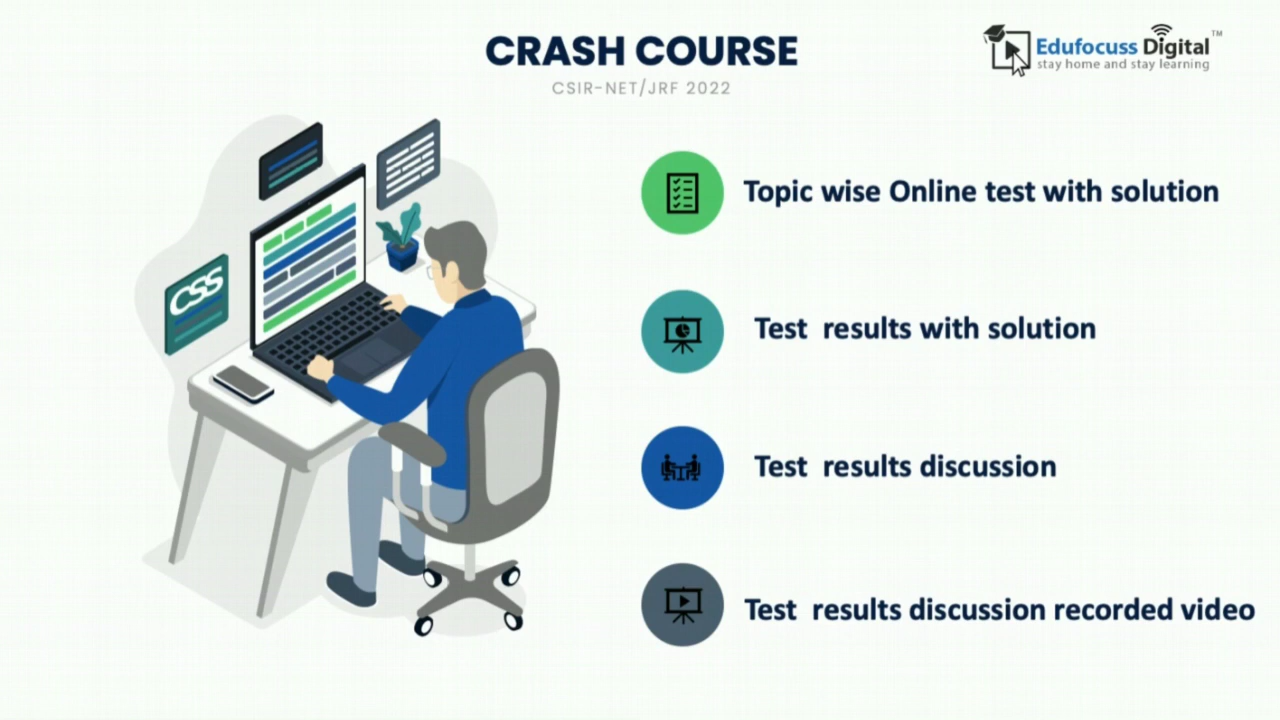 CRASH COURSE
CSIR-NET/JRF 2022
Edufocuss Digital™
stay home and stay learning
CSS
Topic wise Online test with solution
Test results with solution
Test results discussion
Test results discussion recorded video